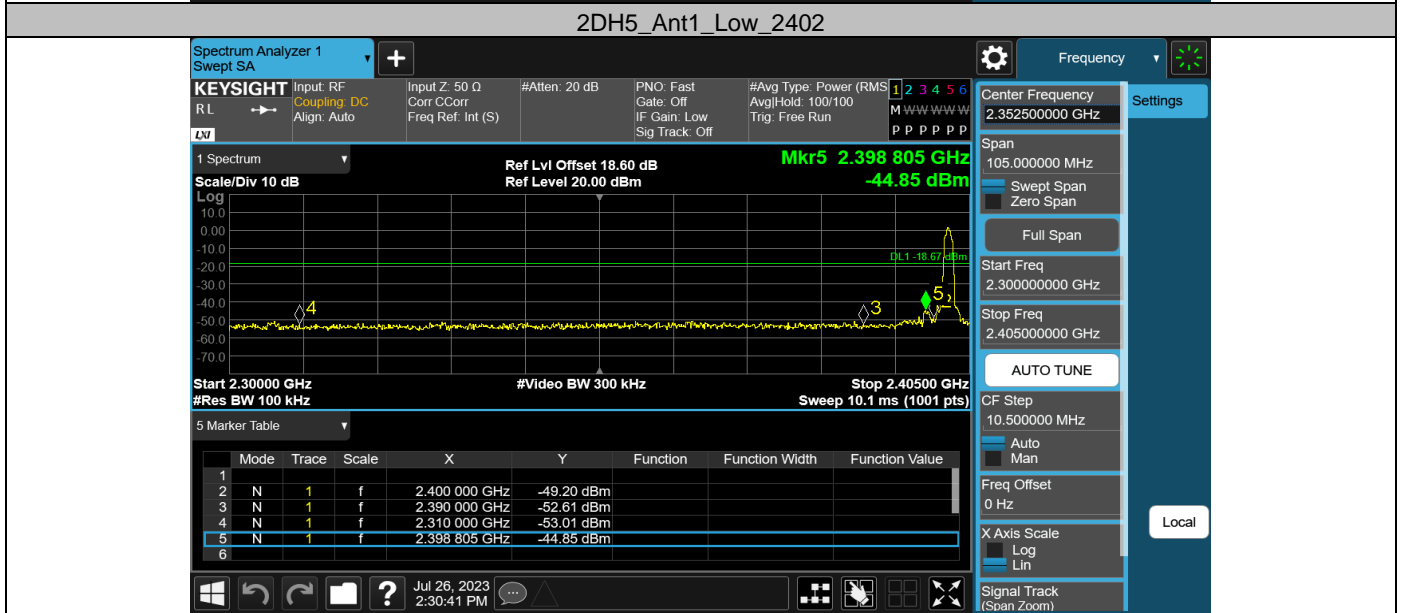 2DH5_Ant1_Low_2402
Spectrum Analyzer 1
Swept SA
+
Frequency
KEYSIGHT
RL
LXI
Input: RF
Coupling: DC
Align: Auto
Input Z: 50 Ω
Corr CCorr
Freq Ref: Int (S)
#Atten: 20 dB
PNO: Fast
Gate: Off
IF Gain: Low
Sig Track: Off
#Avg Type: Power (RMS
Avg|Hold: 100/100
Trig: Free Run
1 2 3 4 5 6
M W W W W W
P P P P P P
1 Spectrum
Scale/Div 10 dB
Ref Lvl Offset 18.60 dB
Ref Level 20.00 dBm
Mkr5 2.398 805 GHz
-44.85 dBm
Log
10.0
0.00
-10.0
-20.0
-30.0
-40.0
-50.0
-60.0
-70.0
DL1 -18.67 dBm
4
3
5
2
Start 2.30000 GHz
#Res BW 100 kHz
#Video BW 300 kHz
Stop 2.40500 GHz
Sweep 10.1 ms (1001 pts)
5 Marker Table
Mode Trace Scale X Y Function Function Width Function Value
1
2 N 1 f 2.400 000 GHz -49.20 dBm
3 N 1 f 2.390 000 GHz -52.61 dBm
4 N 1 f 2.310 000 GHz -53.01 dBm
5 N 1 f 2.398 805 GHz -44.85 dBm
6
?
Jul 26, 2023
2:30:41 PM
Center Frequency
2.352500000 GHz
Settings
Span
105.000000 MHz
Swept Span
Zero Span
Full Span
Start Freq
2.300000000 GHz
Stop Freq
2.405000000 GHz
AUTO TUNE
CF Step
10.500000 MHz
Auto
Man
Freq Offset
0 Hz
X Axis Scale
Log
Lin
Local
Signal Track
(Span Zoom)